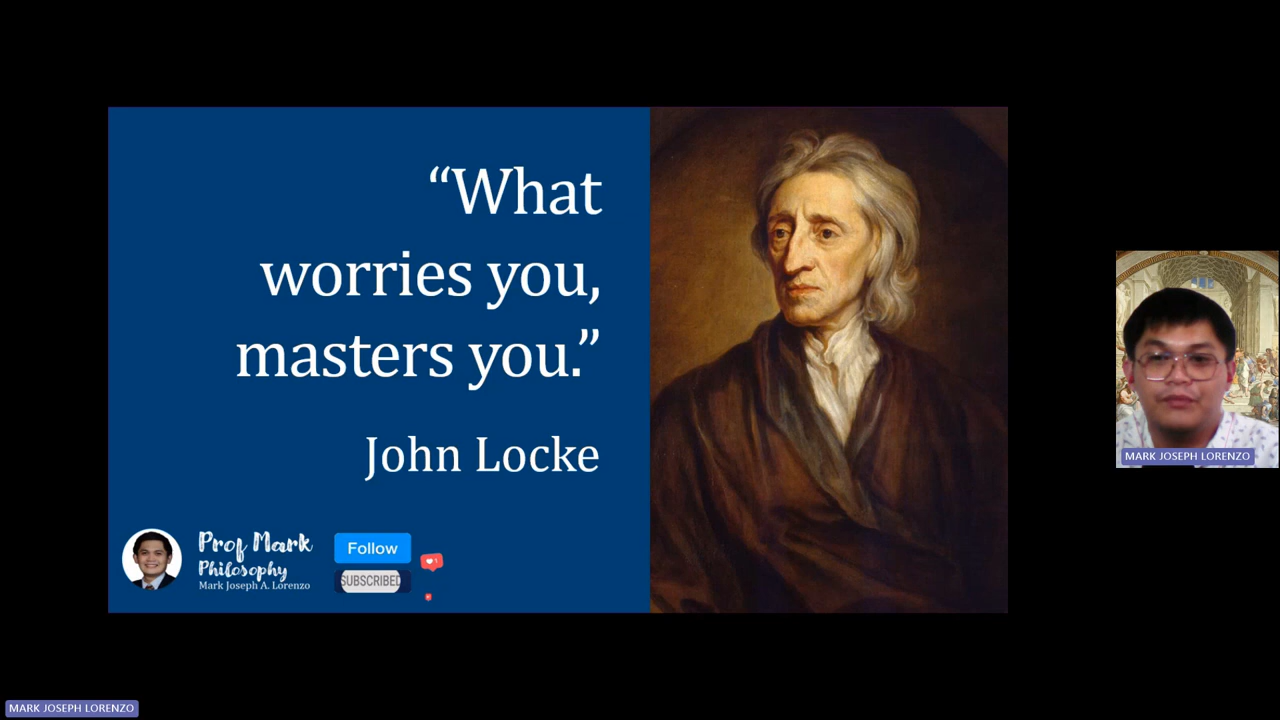 “What
worries you,
masters you.”
John Locke
Prof Mark
Philosophy
Mark Joseph A. Lorenzo
Follow
SUBSCRIBED
1
MARK JOSEPH LORENZO
MARK JOSEPH LORENZO